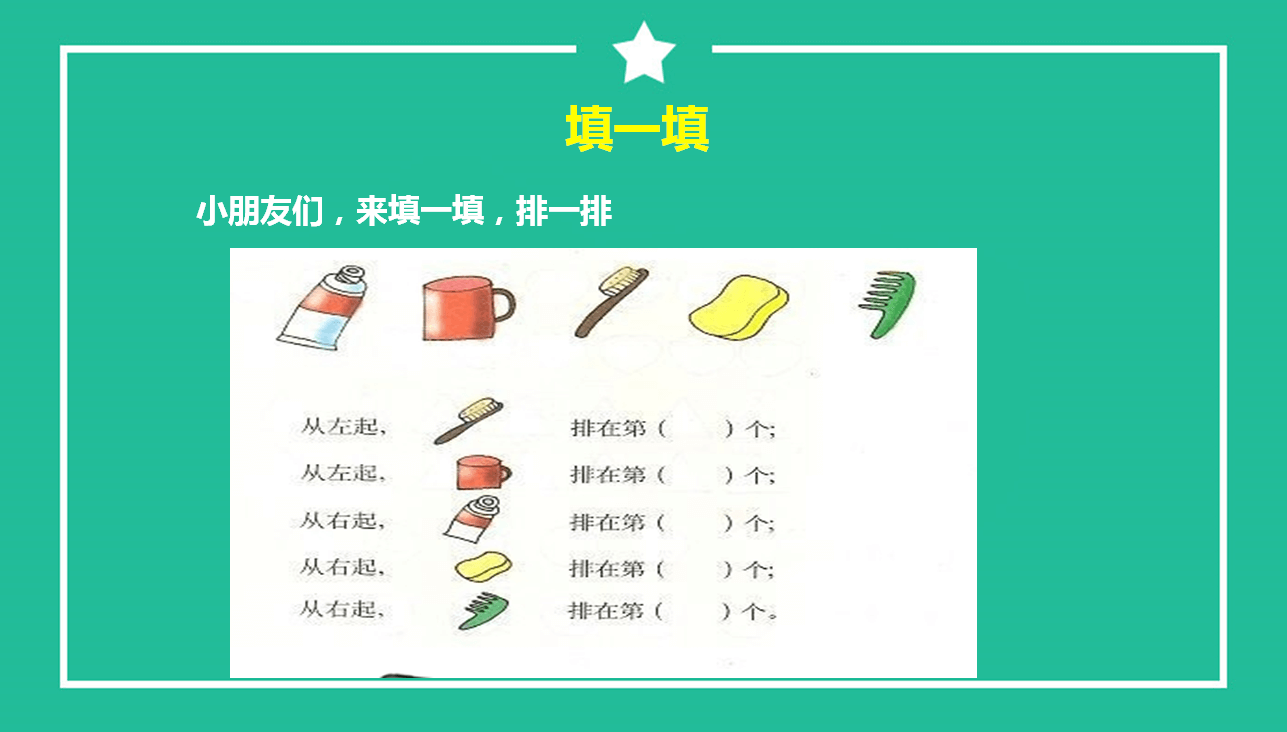 填一填
小朋友们，来填一填，排一排
从左起， 排在第（ ）个；
从左起， 排在第（ ）个；
从右起， 排在第（ ）个；
从右起， 排在第（ ）个；
从右起， 排在第（ ）个。